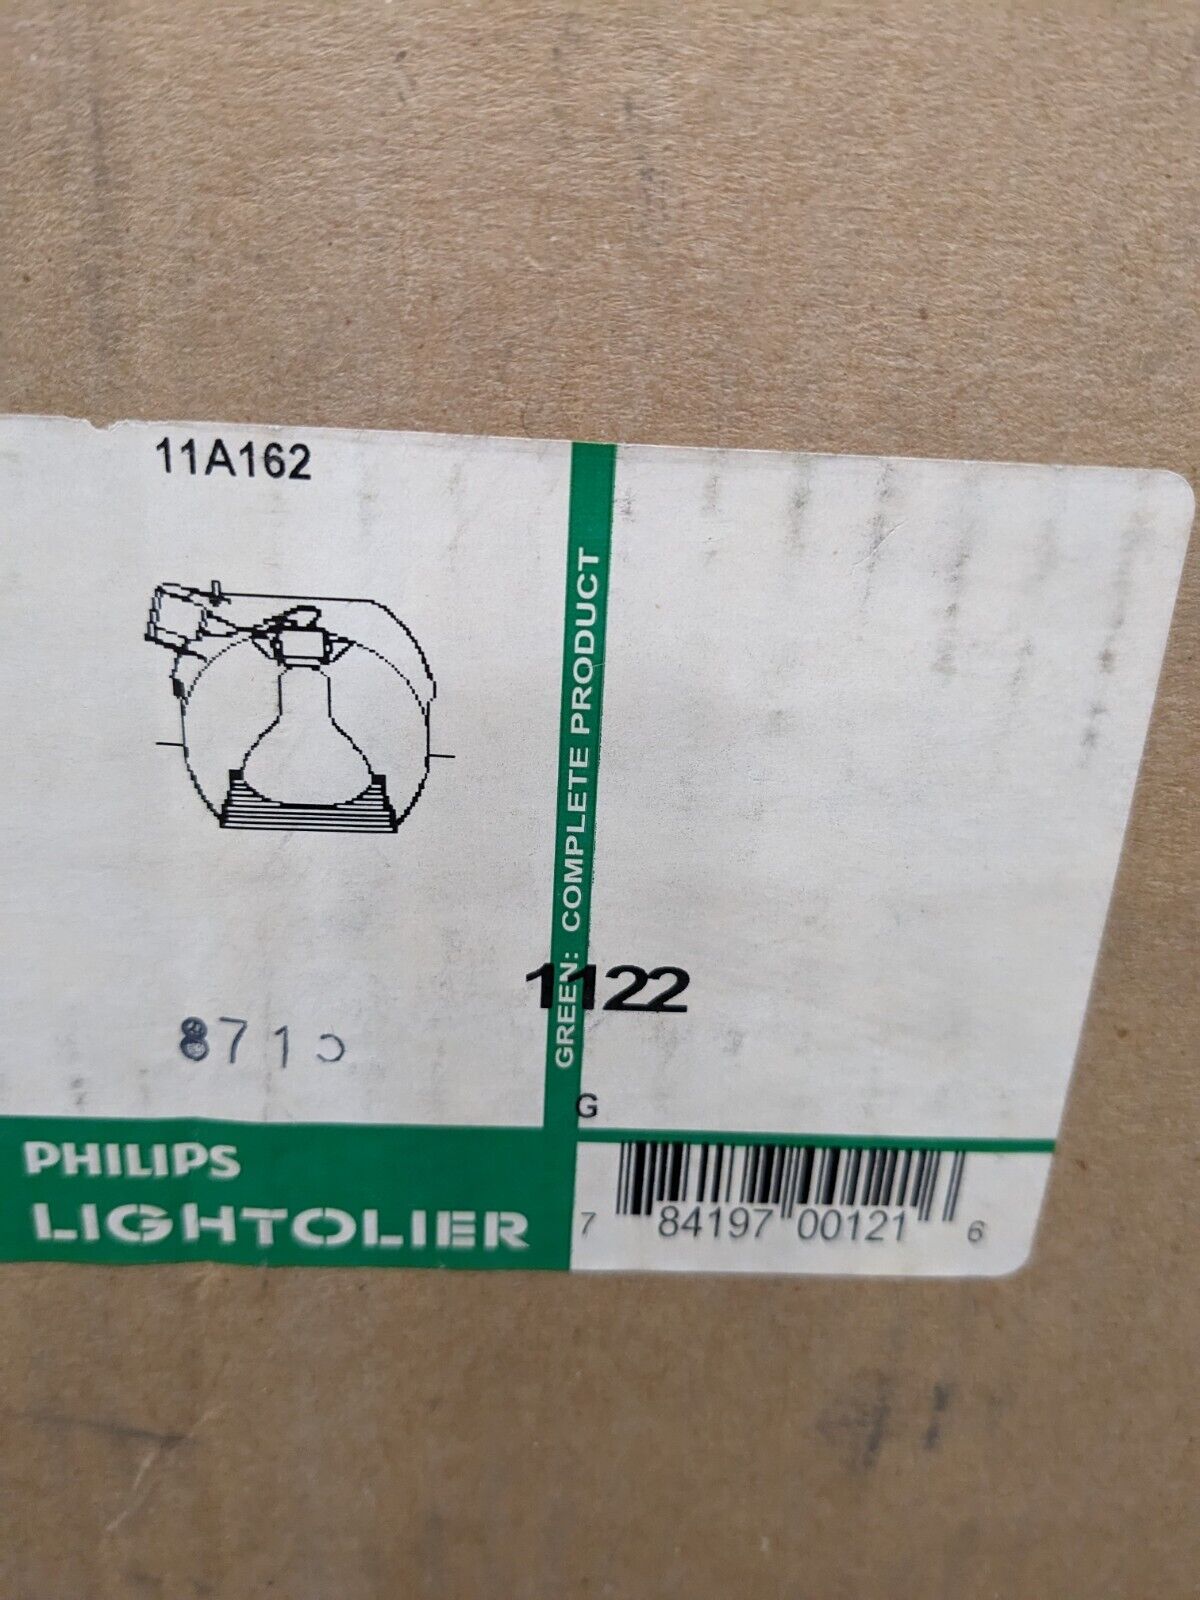 11A162
GREEN: COMPLETE PRODUCT
1122
G
PHILIPS
LIGHTOLIER
7 84197 00121 6